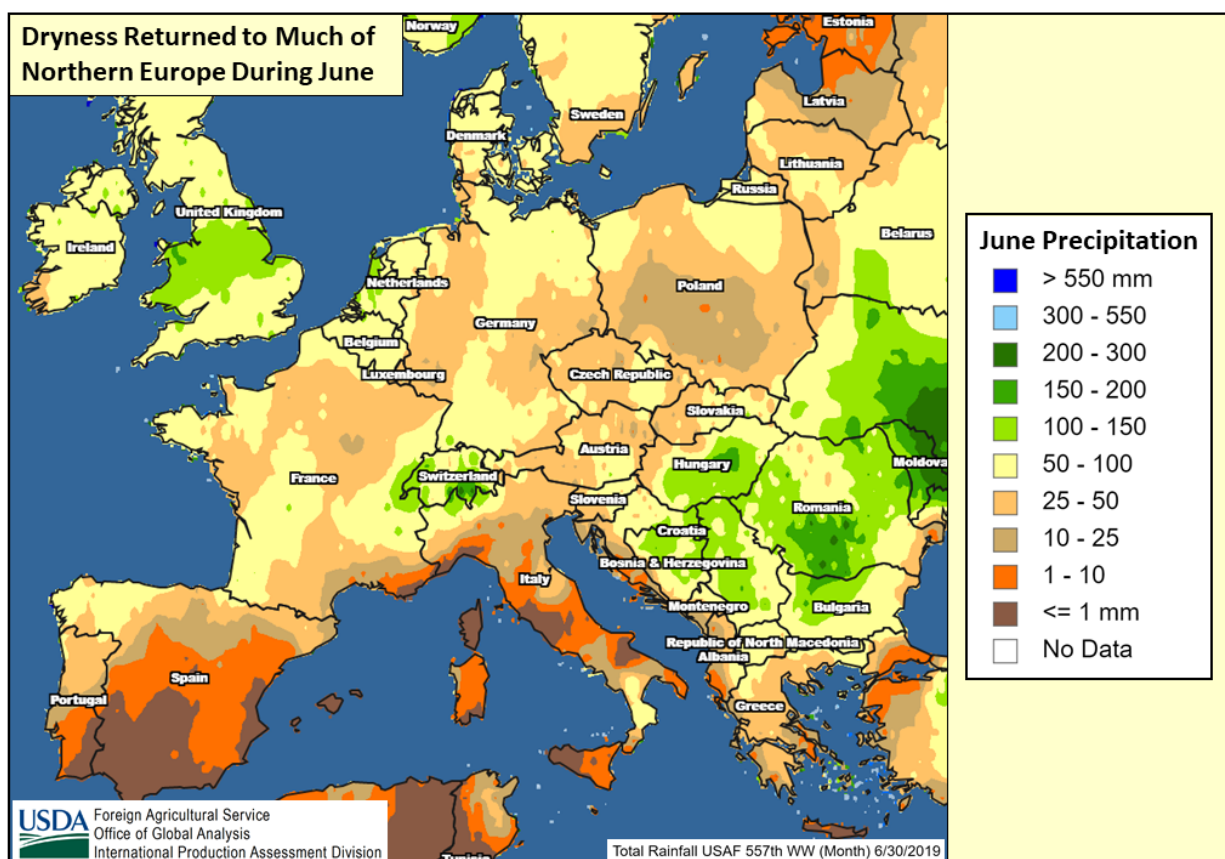 Dryness Returned to Much of
Northern Europe During June
Norway
Estonia
Latvia
Sweden
Denmark
Lithuania
Russia
United Kingdom
Ireland
Belarus
Netherlands
Poland
Germany
Belgium
Luxembourg
Czech Republic
Slovakia
Austria
Hungary
Moldova
France
Switzerland
Slovenia
Romania
Croatia
Bosnia & Herzegovina
Italy
Montenegro
Bulgaria
Republic of North Macedonia
Albania
Spain
Portugal
Greece
Tunisia
June Precipitation
> 550 mm
300 - 550
200 - 300
150 - 200
100 - 150
50 - 100
25 - 50
10 - 25
1 - 10
<= 1 mm
No Data
USDA
Foreign Agricultural Service
Office of Global Analysis
International Production Assessment Division
Total Rainfall USAF 557th WW (Month) 6/30/2019